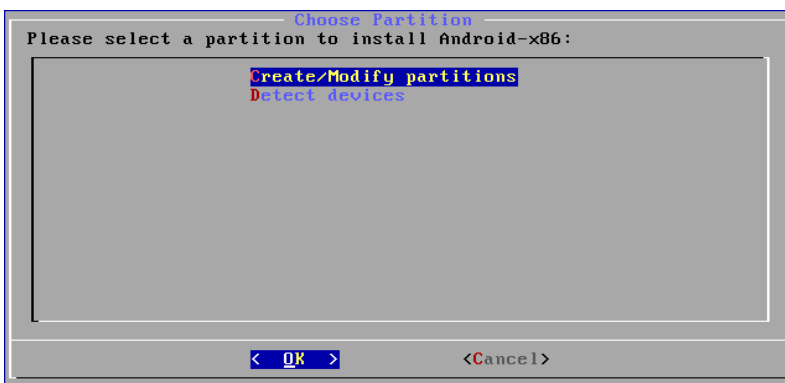 Choose Partition
Please select a partition to install Android-x86:
Create/Modify partitions
Detect devices
< OK > <Cancel>